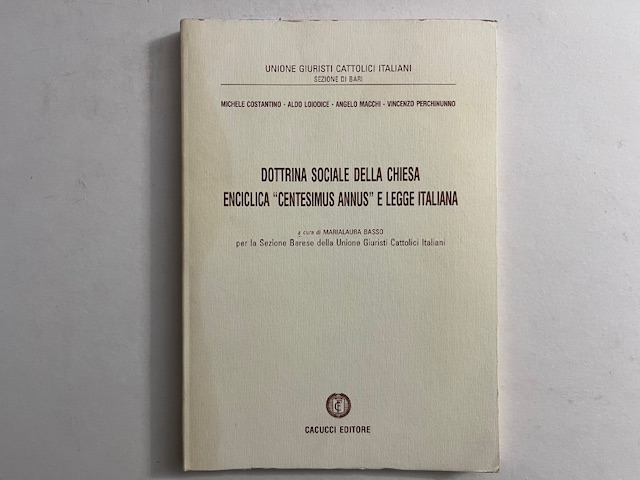 UNIONE GIURISTI CATTOLICI ITALIANI
SEZIONE DI BARI
MICHELE COSTANTINO - ALDO LOIODICE - ANGELO MACCHI - VINCENZO PERCHINUNNO
DOTTRINA SOCIALE DELLA CHIESA
ENCICLICA "CENTESIMUS ANNUS" E LEGGE ITALIANA
a cura di MARIALAURA BASSO
per la Sezione Barese della Unione Giuristi Cattolici Italiani
CACUCCI EDITORE